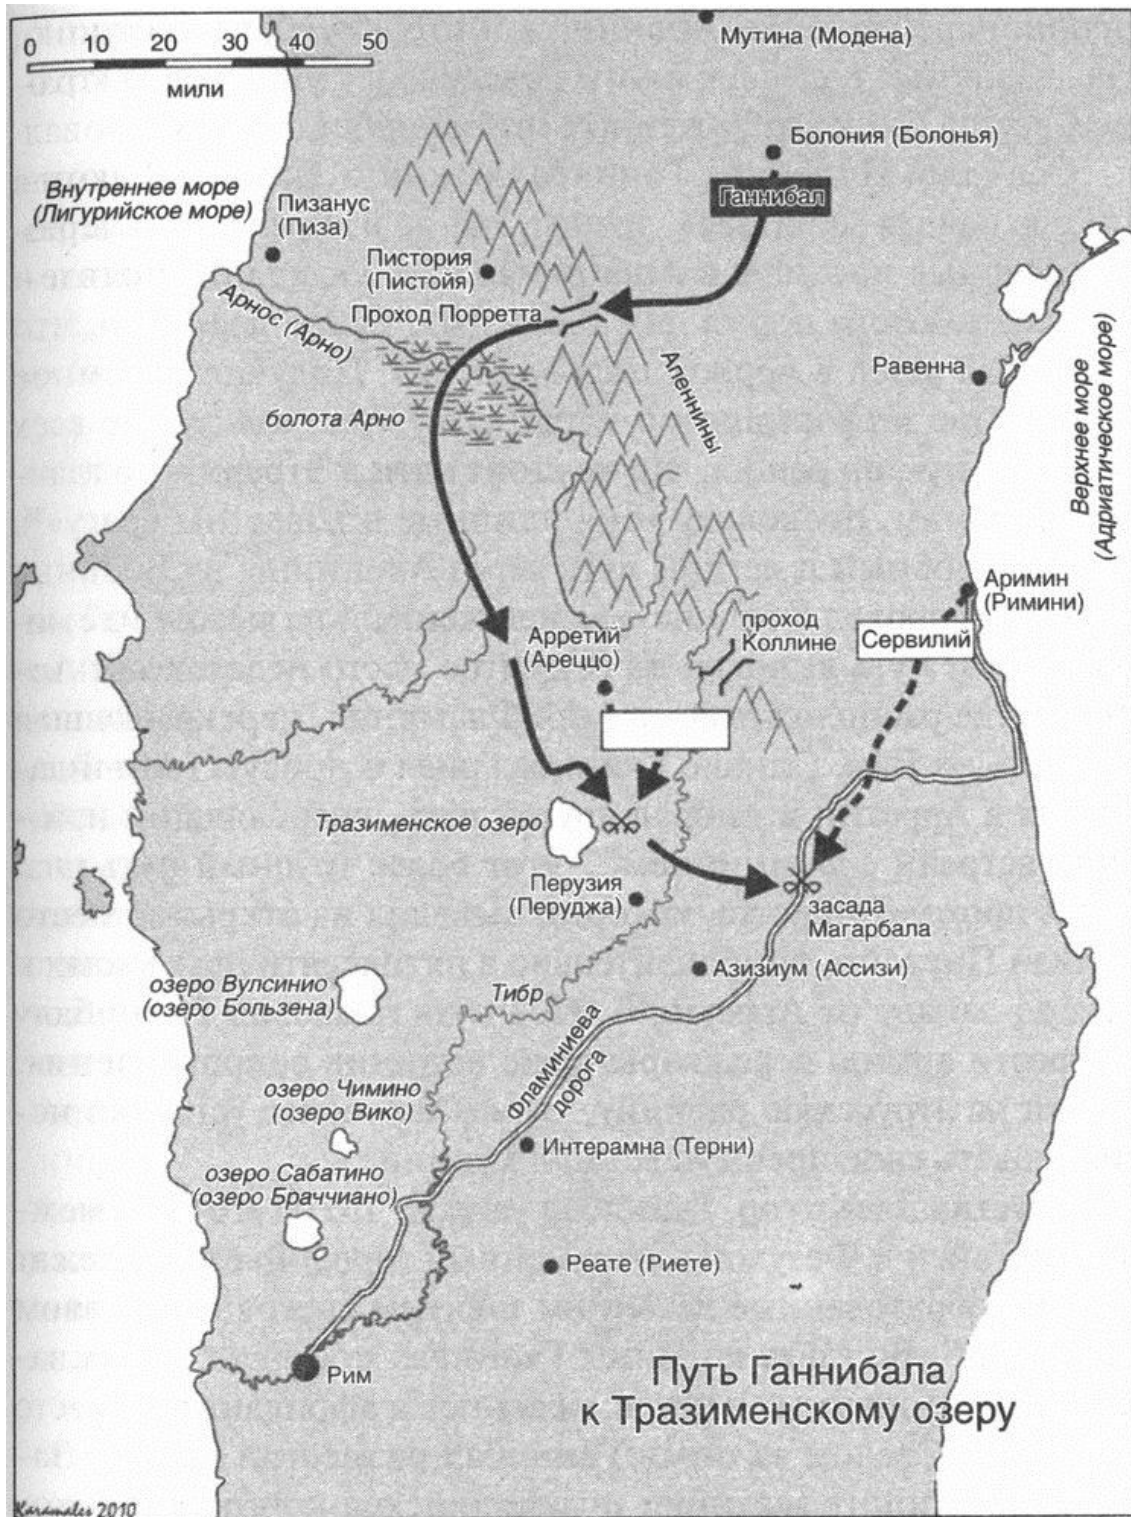 Мутина (Модена)
0 10 20 30 40 50
мили
Болония (Болонья)
Ганнибал
Внутреннее море
(Лигурийское море)
Пизанус
(Пиза)
Пистория
(Пистойя)
Проход Порретта
Арнос (Арно)
болота Арно
Апеннины
Равенна
Верхнее море
(Адриатическое море)
Аримин
(Римини)
Сервилий
проход
Коллине
Арретий
(Ареццо)
Тразименское озеро
Перузия
(Перуджа)
засада
Магарбала
Азизиум (Ассизи)
озеро Вулсинио
(озеро Больсена)
Тибр
Фламиниева
дорога
озеро Чимино
(озеро Вико)
Интерамна (Терни)
озеро Сабатино
(озеро Браччиано)
Реате (Риете)
Рим
Путь Ганнибала
к Тразименскому озеру
Karamales 2010